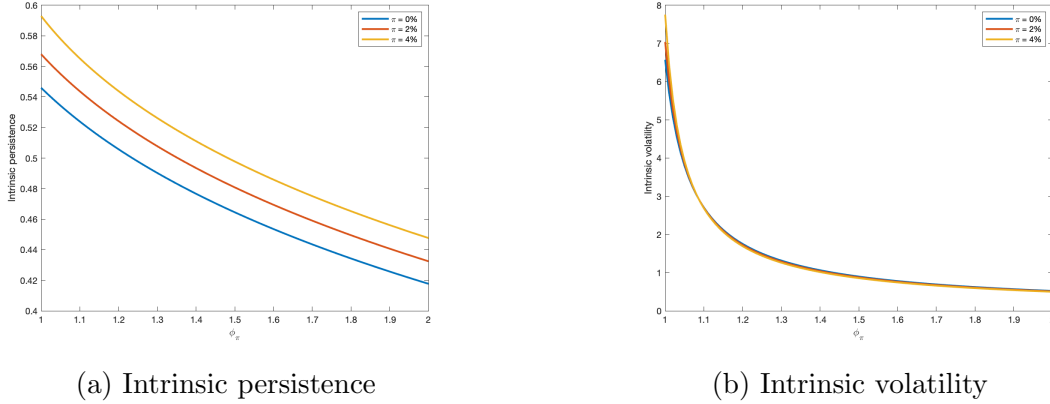 0.6
0.58
0.56
0.54
0.52
0.5
0.48
0.46
0.44
0.42
0.4
Intrinsic persistence
π = 0%
π = 2%
π = 4%
1 1.1 1.2 1.3 1.4 1.5 1.6 1.7 1.8 1.9 2
ϕπ
(a) Intrinsic persistence
8
7
6
5
4
3
2
1
0
Intrinsic volatility
π = 0%
π = 2%
π = 4%
1 1.1 1.2 1.3 1.4 1.5 1.6 1.7 1.8 1.9
ϕπ
(b) Intrinsic volatility